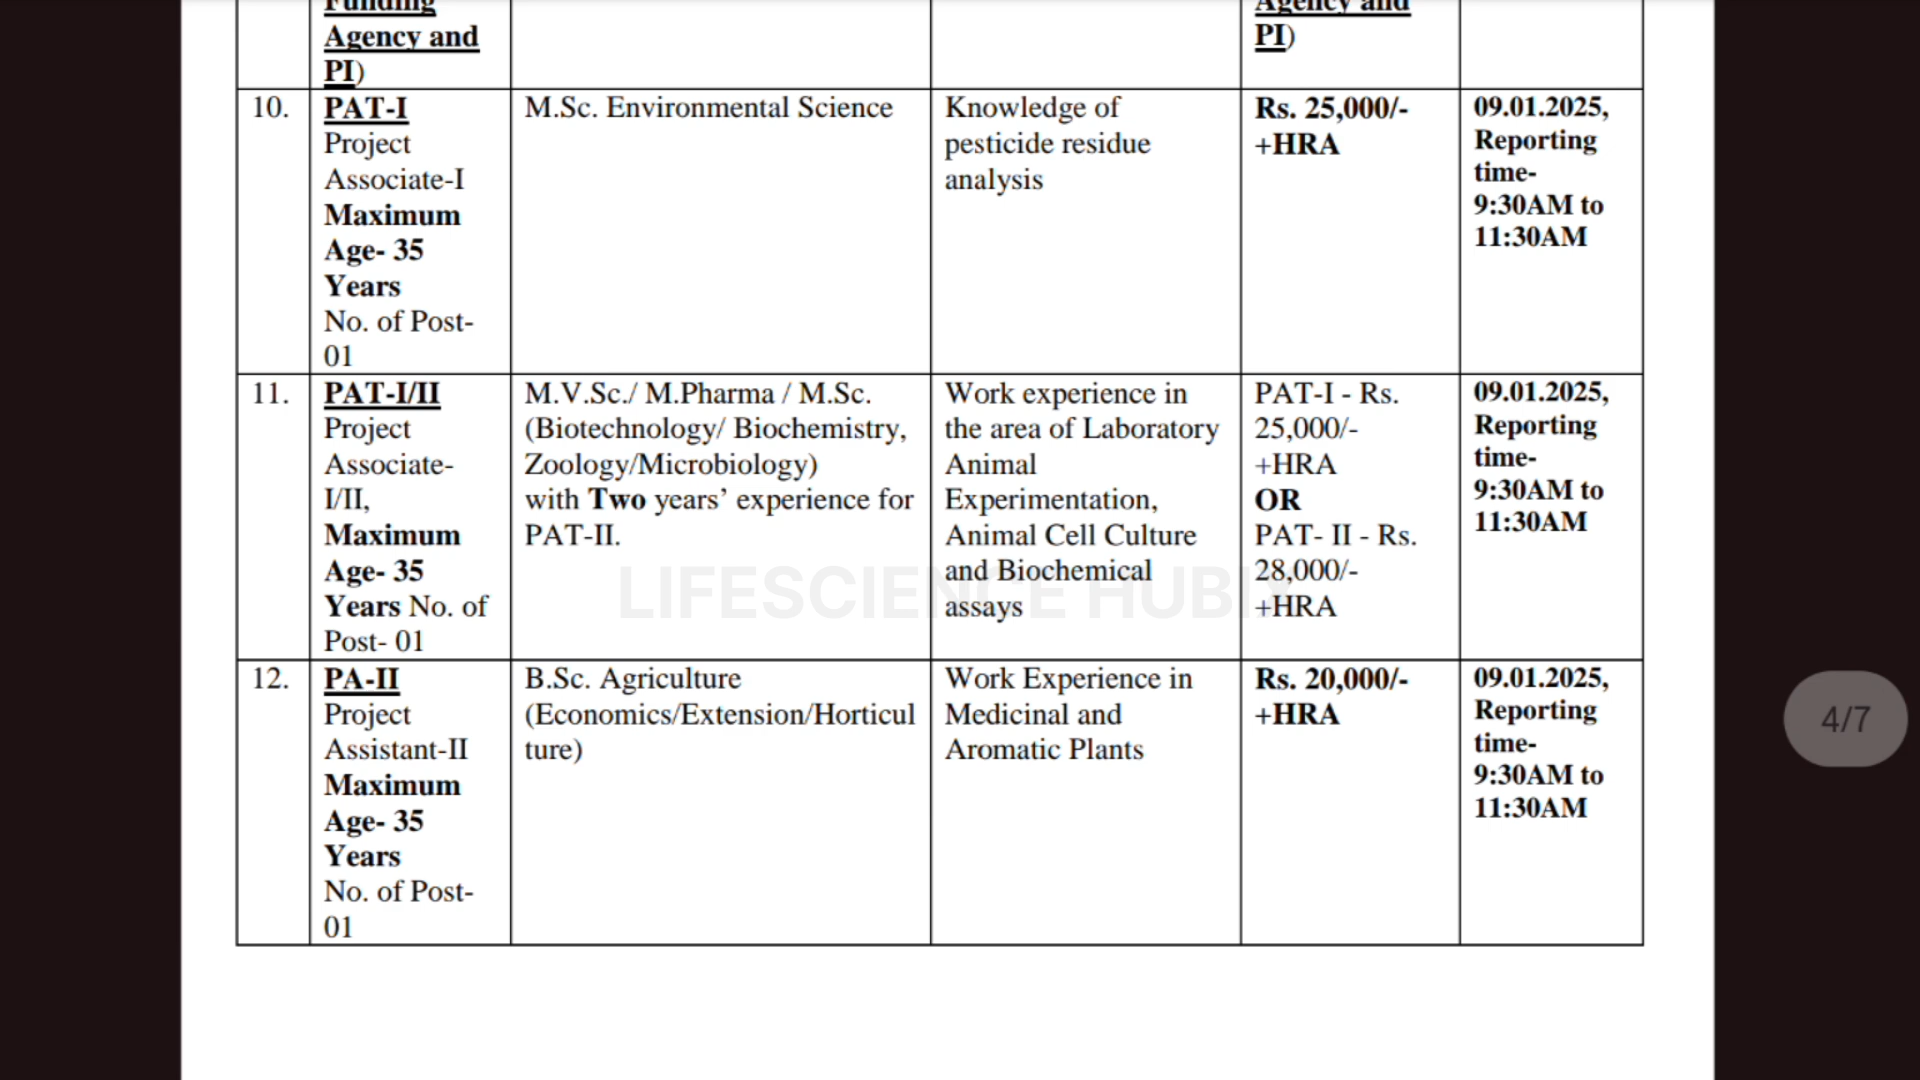 Funding
Agency and
PI)
Agency and
PI)
10.
PAT-I
Project
Associate-I
Maximum
Age- 35
Years
No. of Post-
01
M.Sc. Environmental Science
Knowledge of
pesticide residue
analysis
Rs. 25,000/-
+HRA
09.01.2025,
Reporting
time-
9:30AM to
11:30AM
11.
PAT-I/II
Project
Associate-
I/II,
Maximum
Age- 35
Years No. of
Post- 01
M.V.Sc./ M.Pharma / M.Sc.
(Biotechnology/ Biochemistry,
Zoology/Microbiology)
with Two years’ experience for
PAT-II.
Work experience in
the area of Laboratory
Animal
Experimentation,
Animal Cell Culture
and Biochemical
assays
PAT-I - Rs.
25,000/-
+HRA
OR
PAT- II - Rs.
28,000/-
+HRA
09.01.2025,
Reporting
time-
9:30AM to
11:30AM
LIFESCIENCE HUBIX
12.
PA-II
Project
Assistant-II
Maximum
Age- 35
Years
No. of Post-
01
B.Sc. Agriculture
(Economics/Extension/Horticul
ture)
Work Experience in
Medicinal and
Aromatic Plants
Rs. 20,000/-
+HRA
09.01.2025,
Reporting
time-
9:30AM to
11:30AM
4/7